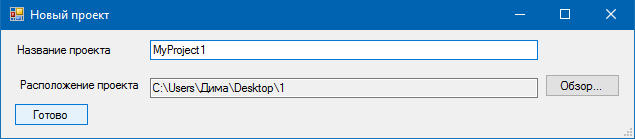 Новый проект
Название проекта MyProject1
Расположение проекта C:\Users\Дима\Desktop\1 Обзор...
Готово